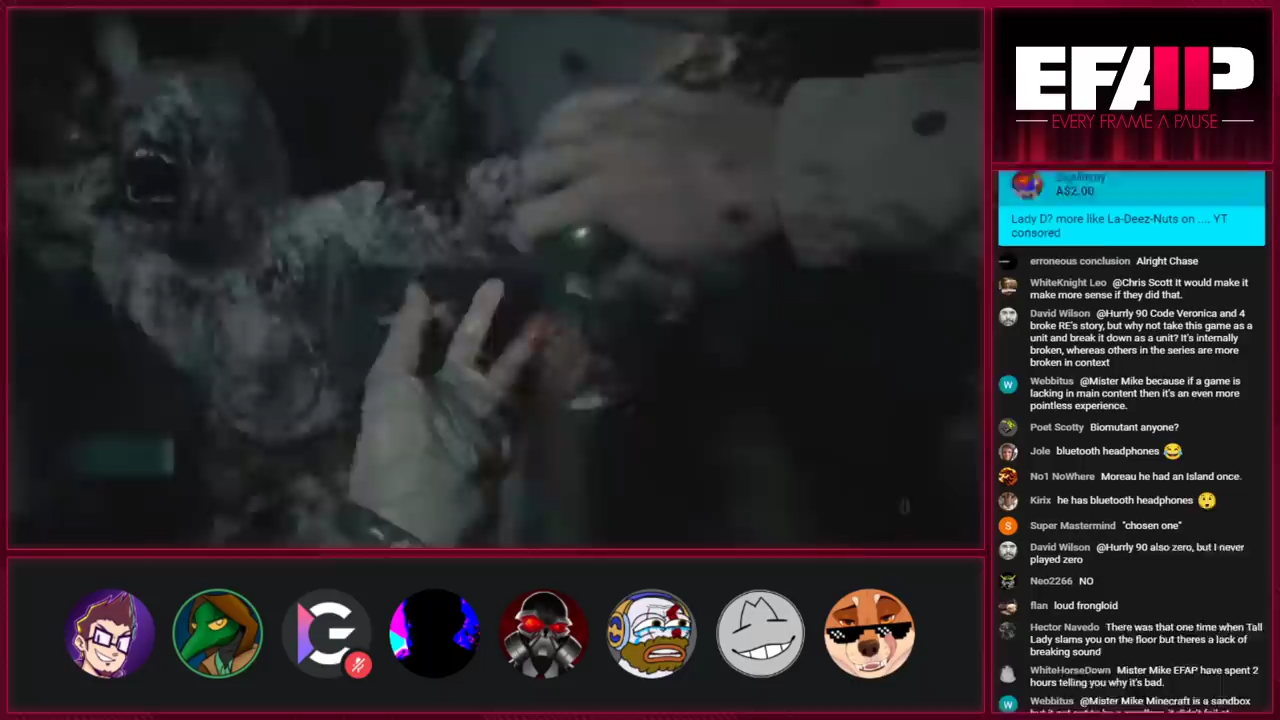 EFAP
EVERY FRAME A PAUSE
A$2.00
Lady D? more like La-Deez-Nuts on .... YT
consored
erroneous conclusion Alright Chase
WhiteKnight Leo @Chris Scott It would make it
make more sense if they did that.
David Wilson @Hurrly 90 Code Veronica and 4
broke RE's story, but why not take this game as a
unit and break it down as a unit? It's internally
broken, whereas others in the series are more
broken in context
W
Webbitus @Mister Mike because if a game is
lacking in main content then it's an even more
pointless experience.
Poet Scotty Biomutant anyone?
Jole bluetooth headphones 😂
No1 NoWhere Moreau he had an Island once.
Kirix he has bluetooth headphones 😲
S
Super Mastermind "chosen one"
David Wilson @Hurrly 90 also zero, but I never
played zero
Neo2266 NO
flan loud frongloid
Hector Navedo There was that one time when Tall
Lady slams you on the floor but theres a lack of
breaking sound
WhiteHorseDown Mister Mike EFAP have spent 2
hours telling you why it's bad.
W
Webbitus @Mister Mike Minecraft is a sandbox